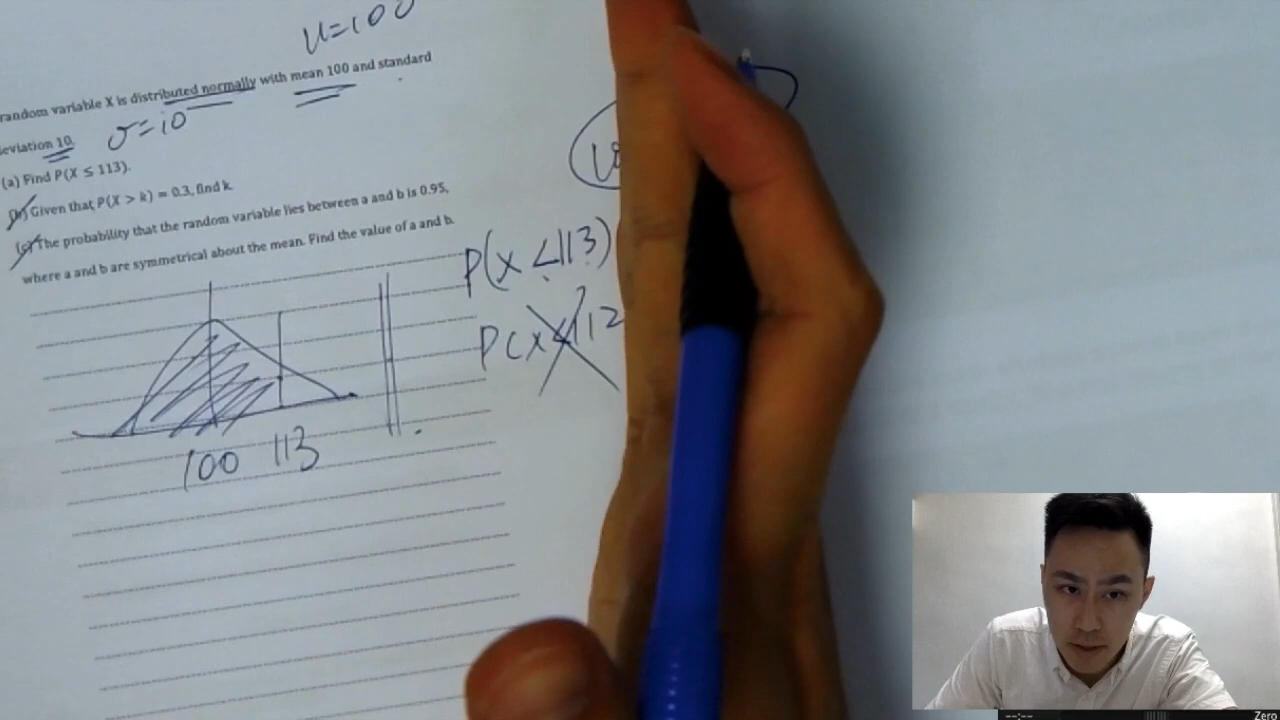 μ=100
random variable X is distributed normally with mean 100 and standard
eviation 10.
σ=10
(a) Find P(X ≤ 113).
(b) Given that P(X > k) = 0.3, find k.
(c) The probability that the random variable lies between a and b is 0.95,
where a and b are symmetrical about the mean. Find the value of a and b.
P(X ≤113)
P(X ≤112
100 113
--:--
Zero